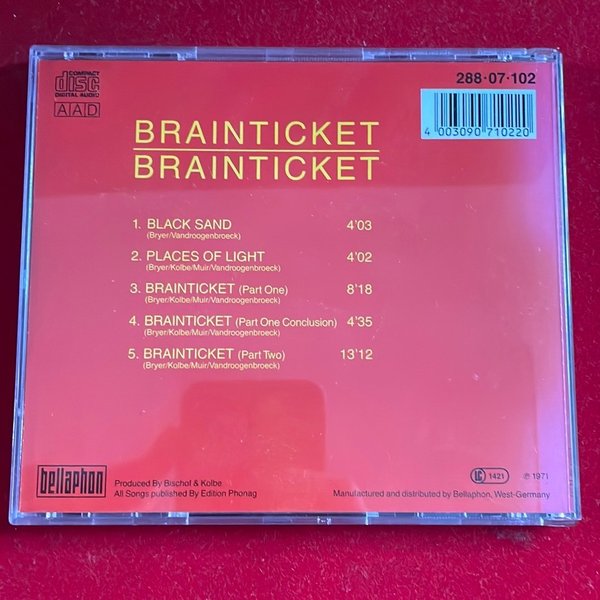 COMPACT
disc
DIGITAL AUDIO
AAD
288·07·102
4 003090 710220
BRAINTICKET
BRAINTICKET
1. BLACK SAND 4'03
(Bryer/Vandroogenbroeck)
2. PLACES OF LIGHT 4'02
(Bryer/Kolbe/Muir/Vandroogenbroeck)
3. BRAINTICKET (Part One) 8'18
(Bryer/Kolbe/Muir/Vandroogenbroeck)
4. BRAINTICKET (Part One Conclusion) 4'35
(Bryer/Kolbe/Muir/Vandroogenbroeck)
5. BRAINTICKET (Part Two) 13'12
(Bryer/Kolbe/Muir/Vandroogenbroeck)
bellaphon
Produced By Bischof & Kolbe.
All Songs published By Edition Phonag
LC 1421
℗ 1971
Manufactured and distributed by Bellaphon, West-Germany